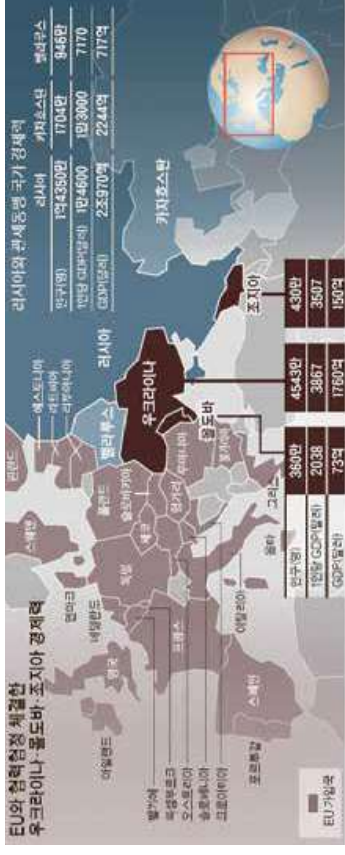 EU와 협력협정 체결한
우크라이나·몰도바·조지아 경제력
러시아와 관세동맹 국가 경제력
러시아 카자흐스탄 벨라루스
인구(명) 1억4350만 1704만 946만
1인당 GDP(달러) 1만4600 1만3000 7170
GDP(달러) 2조970억 2244억 717억
핀란드
스웨덴
에스토니아
라트비아
리투아니아
러시아
덴마크
네덜란드
영국
아일랜드
독일
폴란드
벨라루스
체코
슬로바키아
헝가리
루마니아
우크라이나
카자흐스탄
몰도바
조지아
불가리아
프랑스
벨기에
룩셈부르크
오스트리아
슬로베니아
크로아티아
이탈리아
몰타
그리스
스페인
포르투갈
EU 가입국
인구(명) 360만 4543만 430만
1인당 GDP(달러) 2038 3867 3507
GDP(달러) 73억 1760억 150억